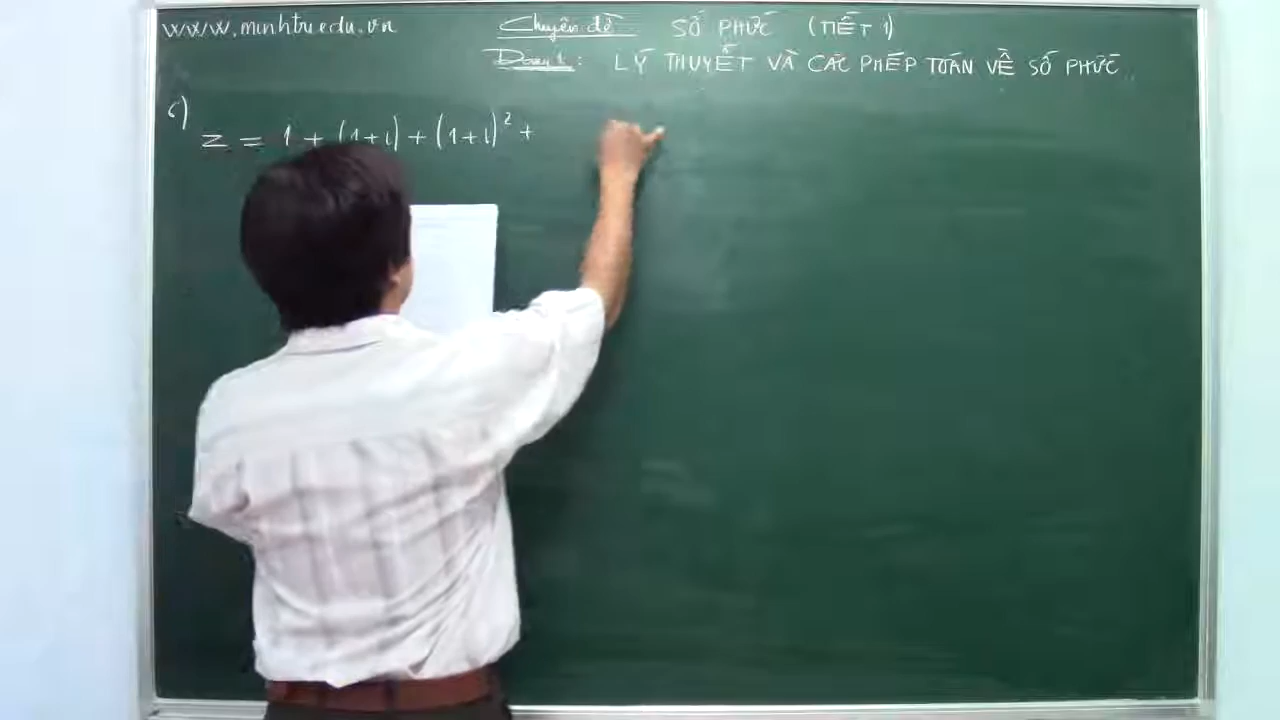 www.minhtuedu.vn
Chuyên đề SỐ PHỨC (TIẾT 1)
Dạng 1: LÝ THUYẾT VÀ CÁC PHÉP TOÁN VỀ SỐ PHỨC
c)
z = 1 + (1+i) + (1+i)² +